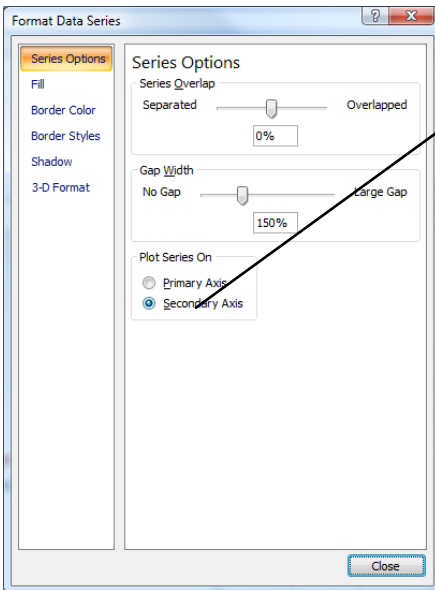 Format Data Series
Series Options
Fill
Border Color
Border Styles
Shadow
3-D Format
Series Options
Series Overlap
Separated Overlapped
0%
Gap Width
No Gap Large Gap
150%
Plot Series On
Primary Axis
Secondary Axis
Close